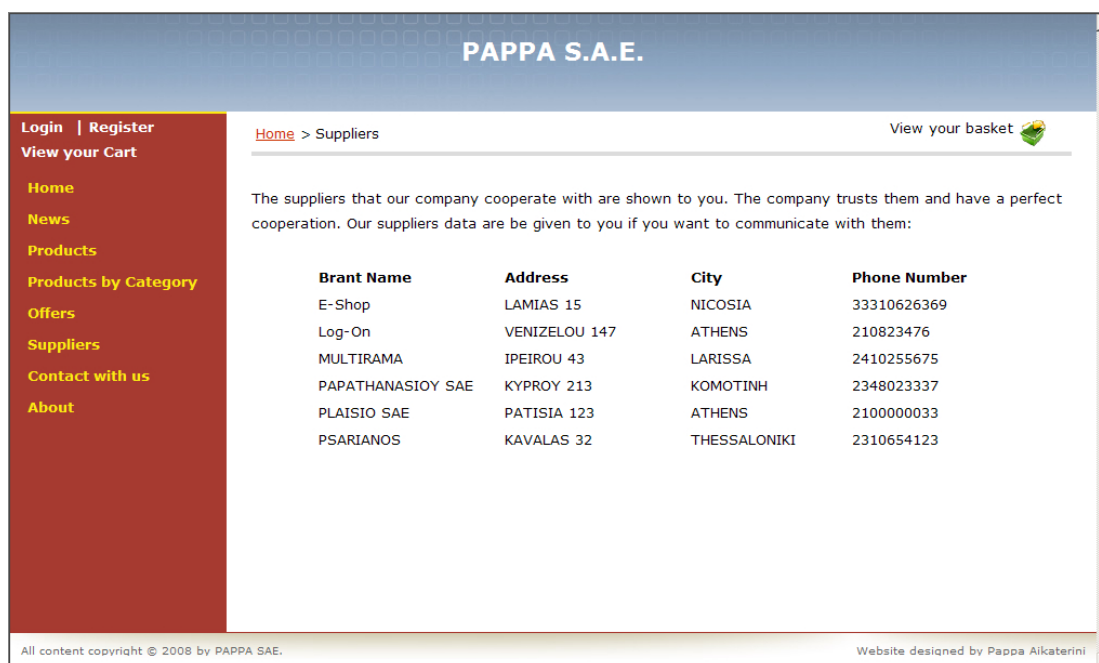 PAPPA S.A.E.
Login | Register
View your Cart
Home
News
Products
Products by Category
Offers
Suppliers
Contact with us
About
Home > Suppliers
View your basket
The suppliers that our company cooperate with are shown to you. The company trusts them and have a perfect
cooperation. Our suppliers data are be given to you if you want to communicate with them:
Brant Name Address City Phone Number
E-Shop LAMIAS 15 NICOSIA 33310626369
Log-On VENIZELOU 147 ATHENS 210823476
MULTIRAMA IPEIROU 43 LARISSA 2410255675
PAPATHANASIOY SAE KYPROY 213 KOMOTINH 2348023337
PLAISIO SAE PATISIA 123 ATHENS 2100000033
PSARIANOS KAVALAS 32 THESSALONIKI 2310654123
All content copyright © 2008 by PAPPA SAE.
Website designed by Pappa Aikaterini